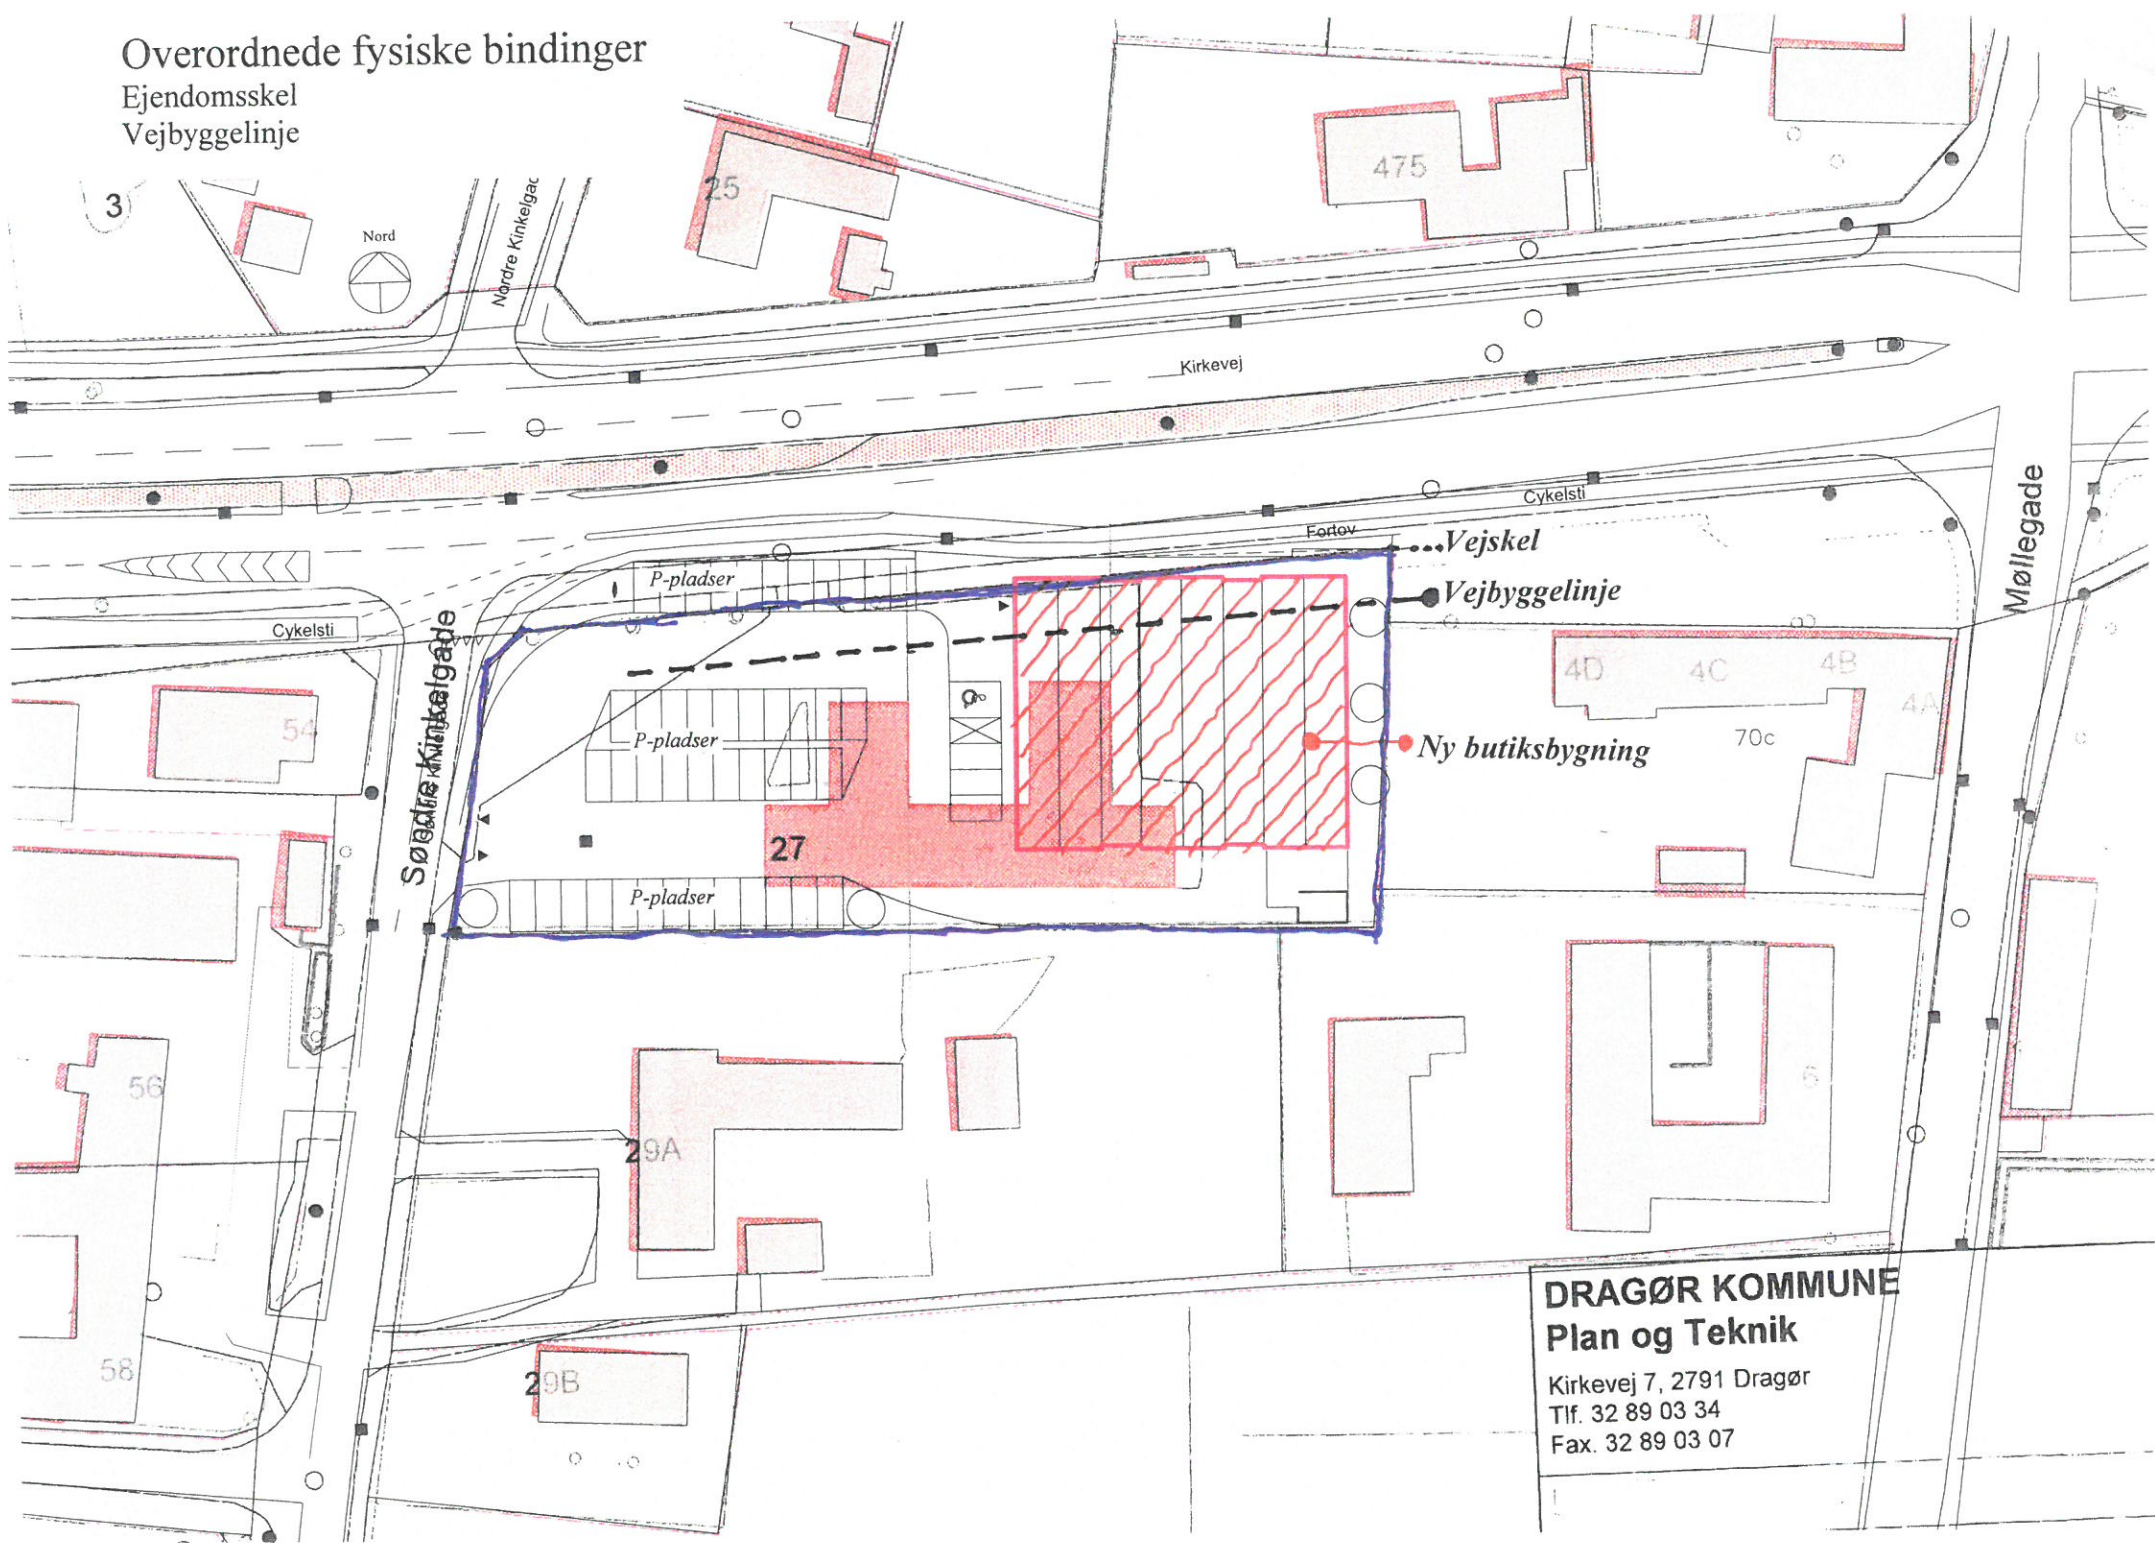 Overordnede fysiske bindinger
Ejendomsskel
Vejbyggelinje
3
Nord
Nordre Kinkelgad
25
475
Kirkevej
Cykelsti
Fortov
Vejskel
P-pladser
Vejbyggelinje
Møllegade
Cykelsti
Søndre Kinkelgade
54
4D
4C
4B
4A
70c
P-pladser
Ny butiksbygning
27
P-pladser
56
29A
6
58
29B
DRAGØR KOMMUNE
Plan og Teknik
Kirkevej 7, 2791 Dragør
Tlf. 32 89 03 34
Fax. 32 89 03 07